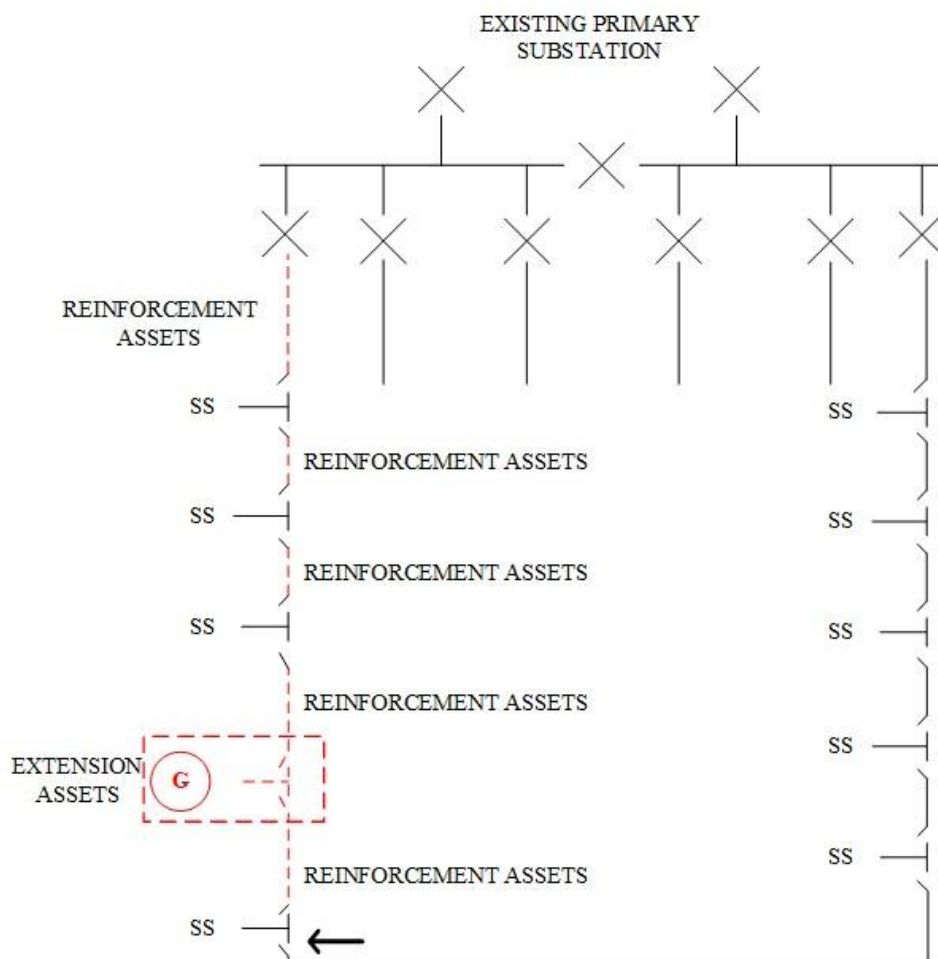 EXISTING PRIMARY
SUBSTATION
REINFORCEMENT
ASSETS
SS
SS
REINFORCEMENT ASSETS
SS
SS
REINFORCEMENT ASSETS
SS
SS
REINFORCEMENT ASSETS
SS
EXTENSION
ASSETS
G
SS
REINFORCEMENT ASSETS
SS